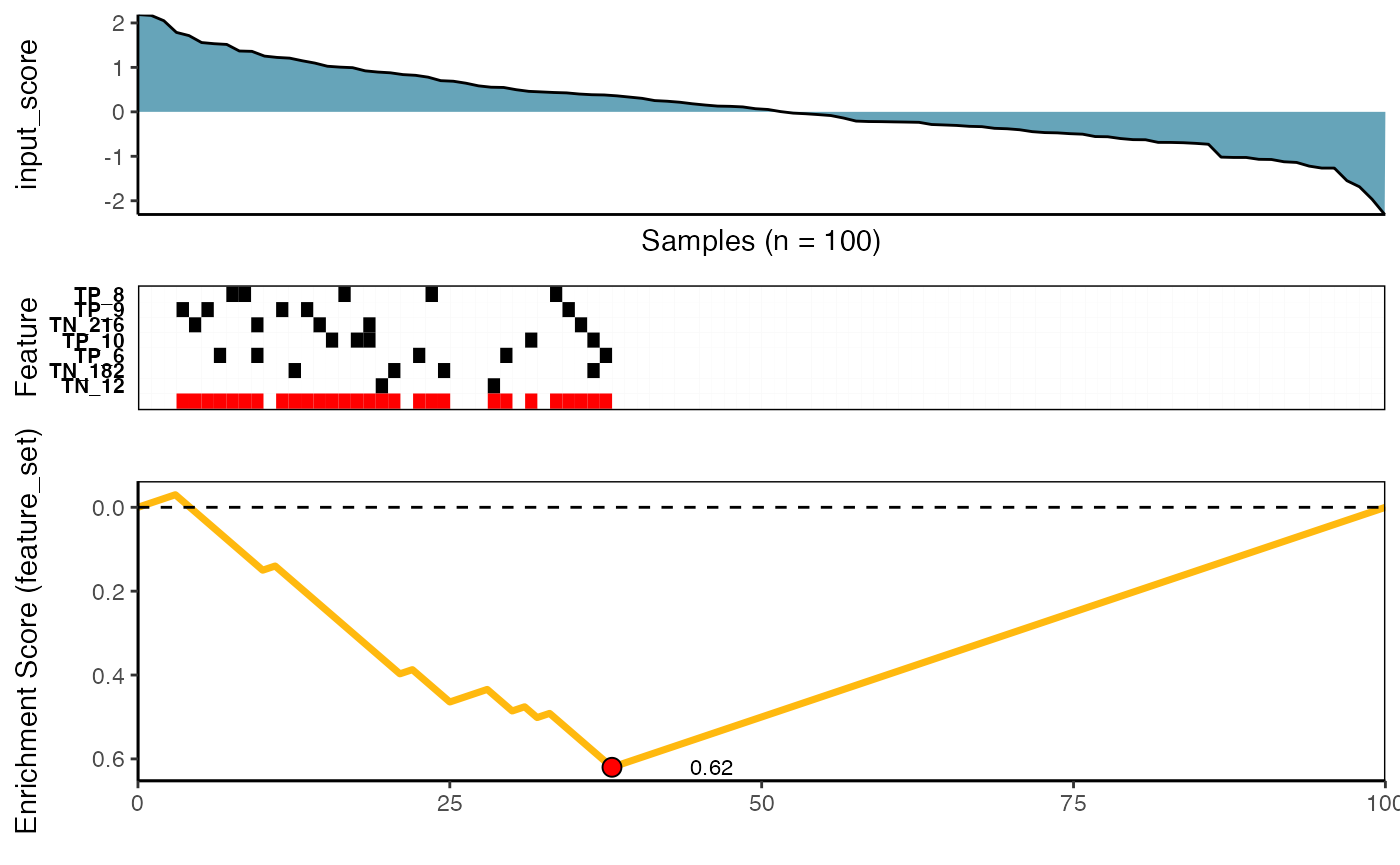 input_score
2
1
0
-1
-2
Samples (n = 100)
Feature
TP_8
TP_9
TN_216
TP_10
TP_6
TN_182
TN_12
Enrichment Score (feature_set)
0.0
0.2
0.4
0.6
0.62
0
25
50
75
100